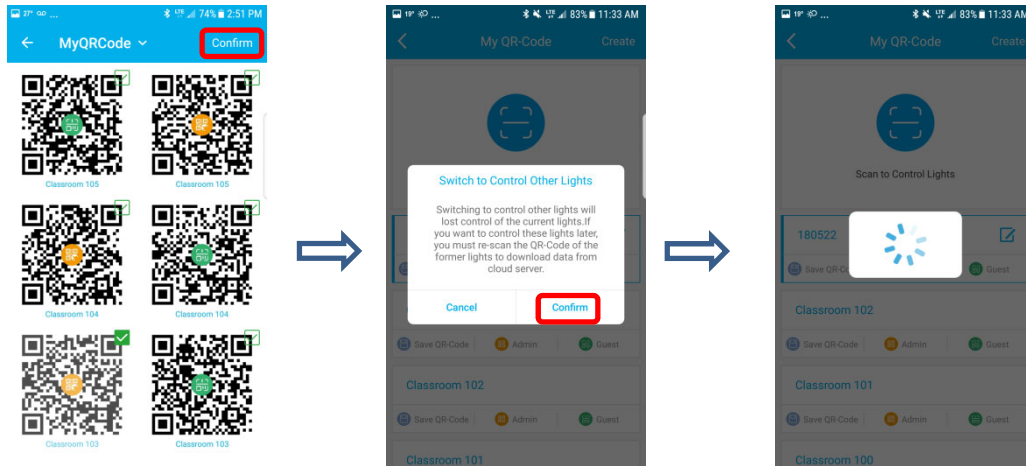 27° ... LTE 74% 2:51 PM
MyQRCode Confirm
Classroom 105 Classroom 105
Classroom 104 Classroom 104
Classroom 103 Classroom 103
19° ... LTE 83% 11:33 AM
My QR-Code Create
Switch to Control Other Lights
Switching to control other lights will
lost control of the current lights.If
you want to control these lights later,
you must re-scan the QR-Code of the
former lights to download data from
cloud server.
Cancel Confirm
Save QR-Code Admin Guest
Classroom 102
Save QR-Code Admin Guest
Classroom 101
19° ... LTE 83% 11:33 AM
My QR-Code Create
Scan to Control Lights
180522
Save QR-C Guest
Classroom 102
Save QR-Code Admin Guest
Classroom 101
Save QR-Code Admin Guest
Classroom 100